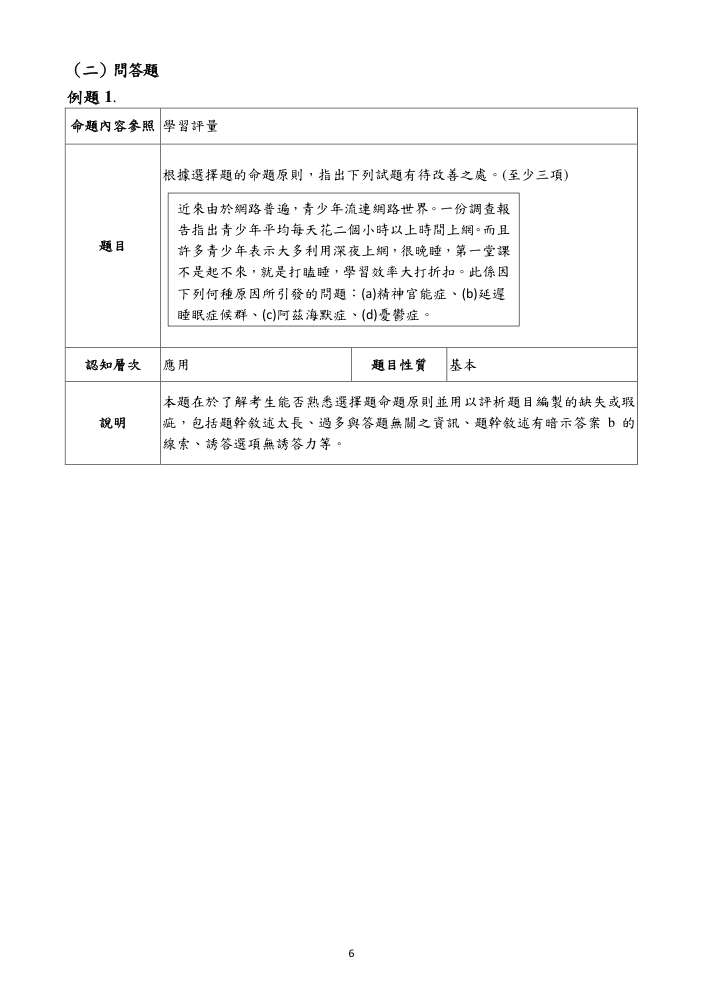 （二）問答題
例題 1.
命題內容參照 學習評量
根據選擇題的命題原則，指出下列試題有待改善之處。(至少三項)
題目
近來由於網路普遍，青少年流連網路世界。一份調查報
告指出青少年平均每天花二個小時以上時間上網。而且
許多青少年表示大多利用深夜上網，很晚睡，第一堂課
不是起不來，就是打瞌睡，學習效率大打折扣。此係因
下列何種原因所引發的問題：(a)精神官能症、(b)延遲
睡眠症候群、(c)阿茲海默症、(d)憂鬱症。
認知層次 應用 題目性質 基本
說明
本題在於了解考生能否熟悉選擇題命題原則並用以評析題目編製的缺失或瑕
疵，包括題幹敘述太長、過多與答題無關之資訊、題幹敘述有暗示答案 b 的
線索、誘答選項無誘答力等。
6